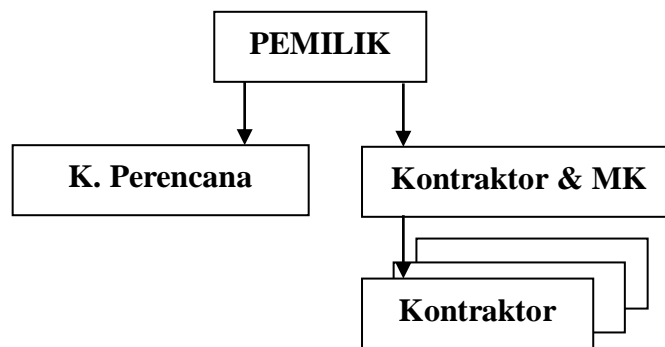 PEMILIK
K. Perencana
Kontraktor & MK
Kontraktor